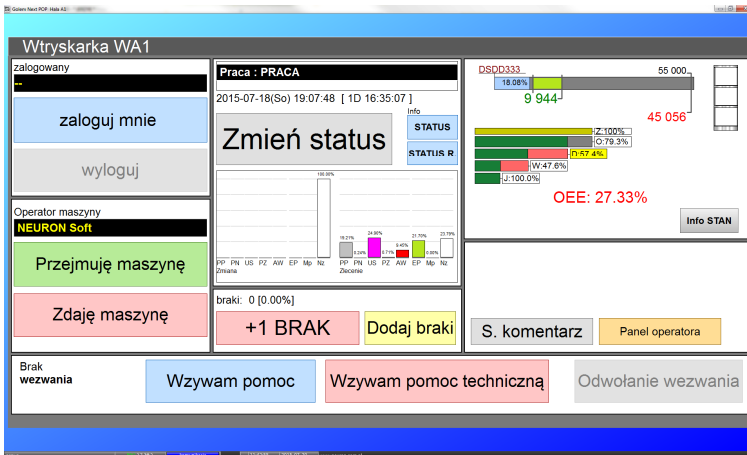 Golem Next POP: Hala A3
Wtryskarka WA1
zalogowany
--
zaloguj mnie
wyloguj
Operator maszyny
NEURON Soft
Przejmuję maszynę
Zdaję maszynę
Praca : PRACA
2015-07-18(So) 19:07:48 [ 1D 16:35:07 ]
Info
Zmień status
STATUS
STATUS R
100.00%
19.21% 0.24% 24.90% 0.71% 9.45% 21.70% 0.00% 23.79%
PP PN US PZ AW EP Mp Nz PP PN US PZ AW EP Mp Nz
Zmiana Zlecenie
braki: 0 [0.00%]
+1 BRAK
Dodaj braki
DSDD333
55 000
18.08%
9 944
45 056
Z:100%
O:79.3%
D:57.4%
W:47.6%
J:100.0%
OEE: 27.33%
Info STAN
S. komentarz
Panel operatora
Brak
wezwania
Wzywam pomoc
Wzywam pomoc techniczną
Odwołanie wezwania